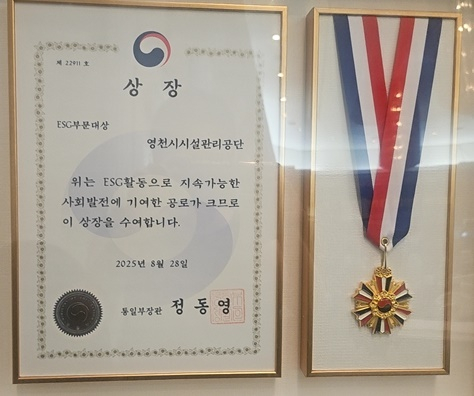 제 22911 호
상 장
ESG부문대상
영천시시설관리공단
위는 ESG활동으로 지속가능한
사회발전에 기여한 공로가 크므로
이 상장을 수여합니다.
2025년 8월 28일
통일부장관 정동영